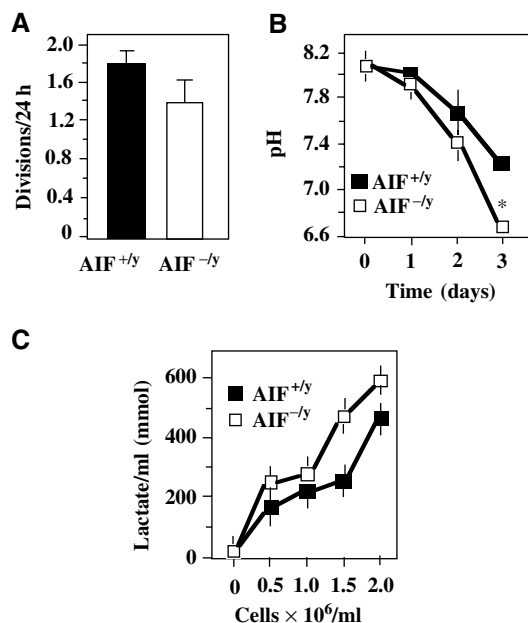 A
Divisions/24 h
2.0
1.6
1.2
0.8
0.4
0
AIF+/y AIF−/y
B
pH
8.2
7.8
7.4
7.0
6.6
AIF+/y
AIF−/y
*
0 1 2 3
Time (days)
C
Lactate/ml (mmol)
600
400
200
0
AIF+/y
AIF−/y
0 0.5 1.0 1.5 2.0
Cells × 10⁶/ml